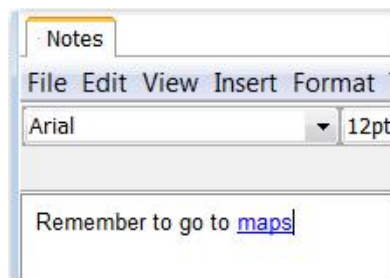 Notes
File Edit View Insert Format
Arial 12pt
Remember to go to maps